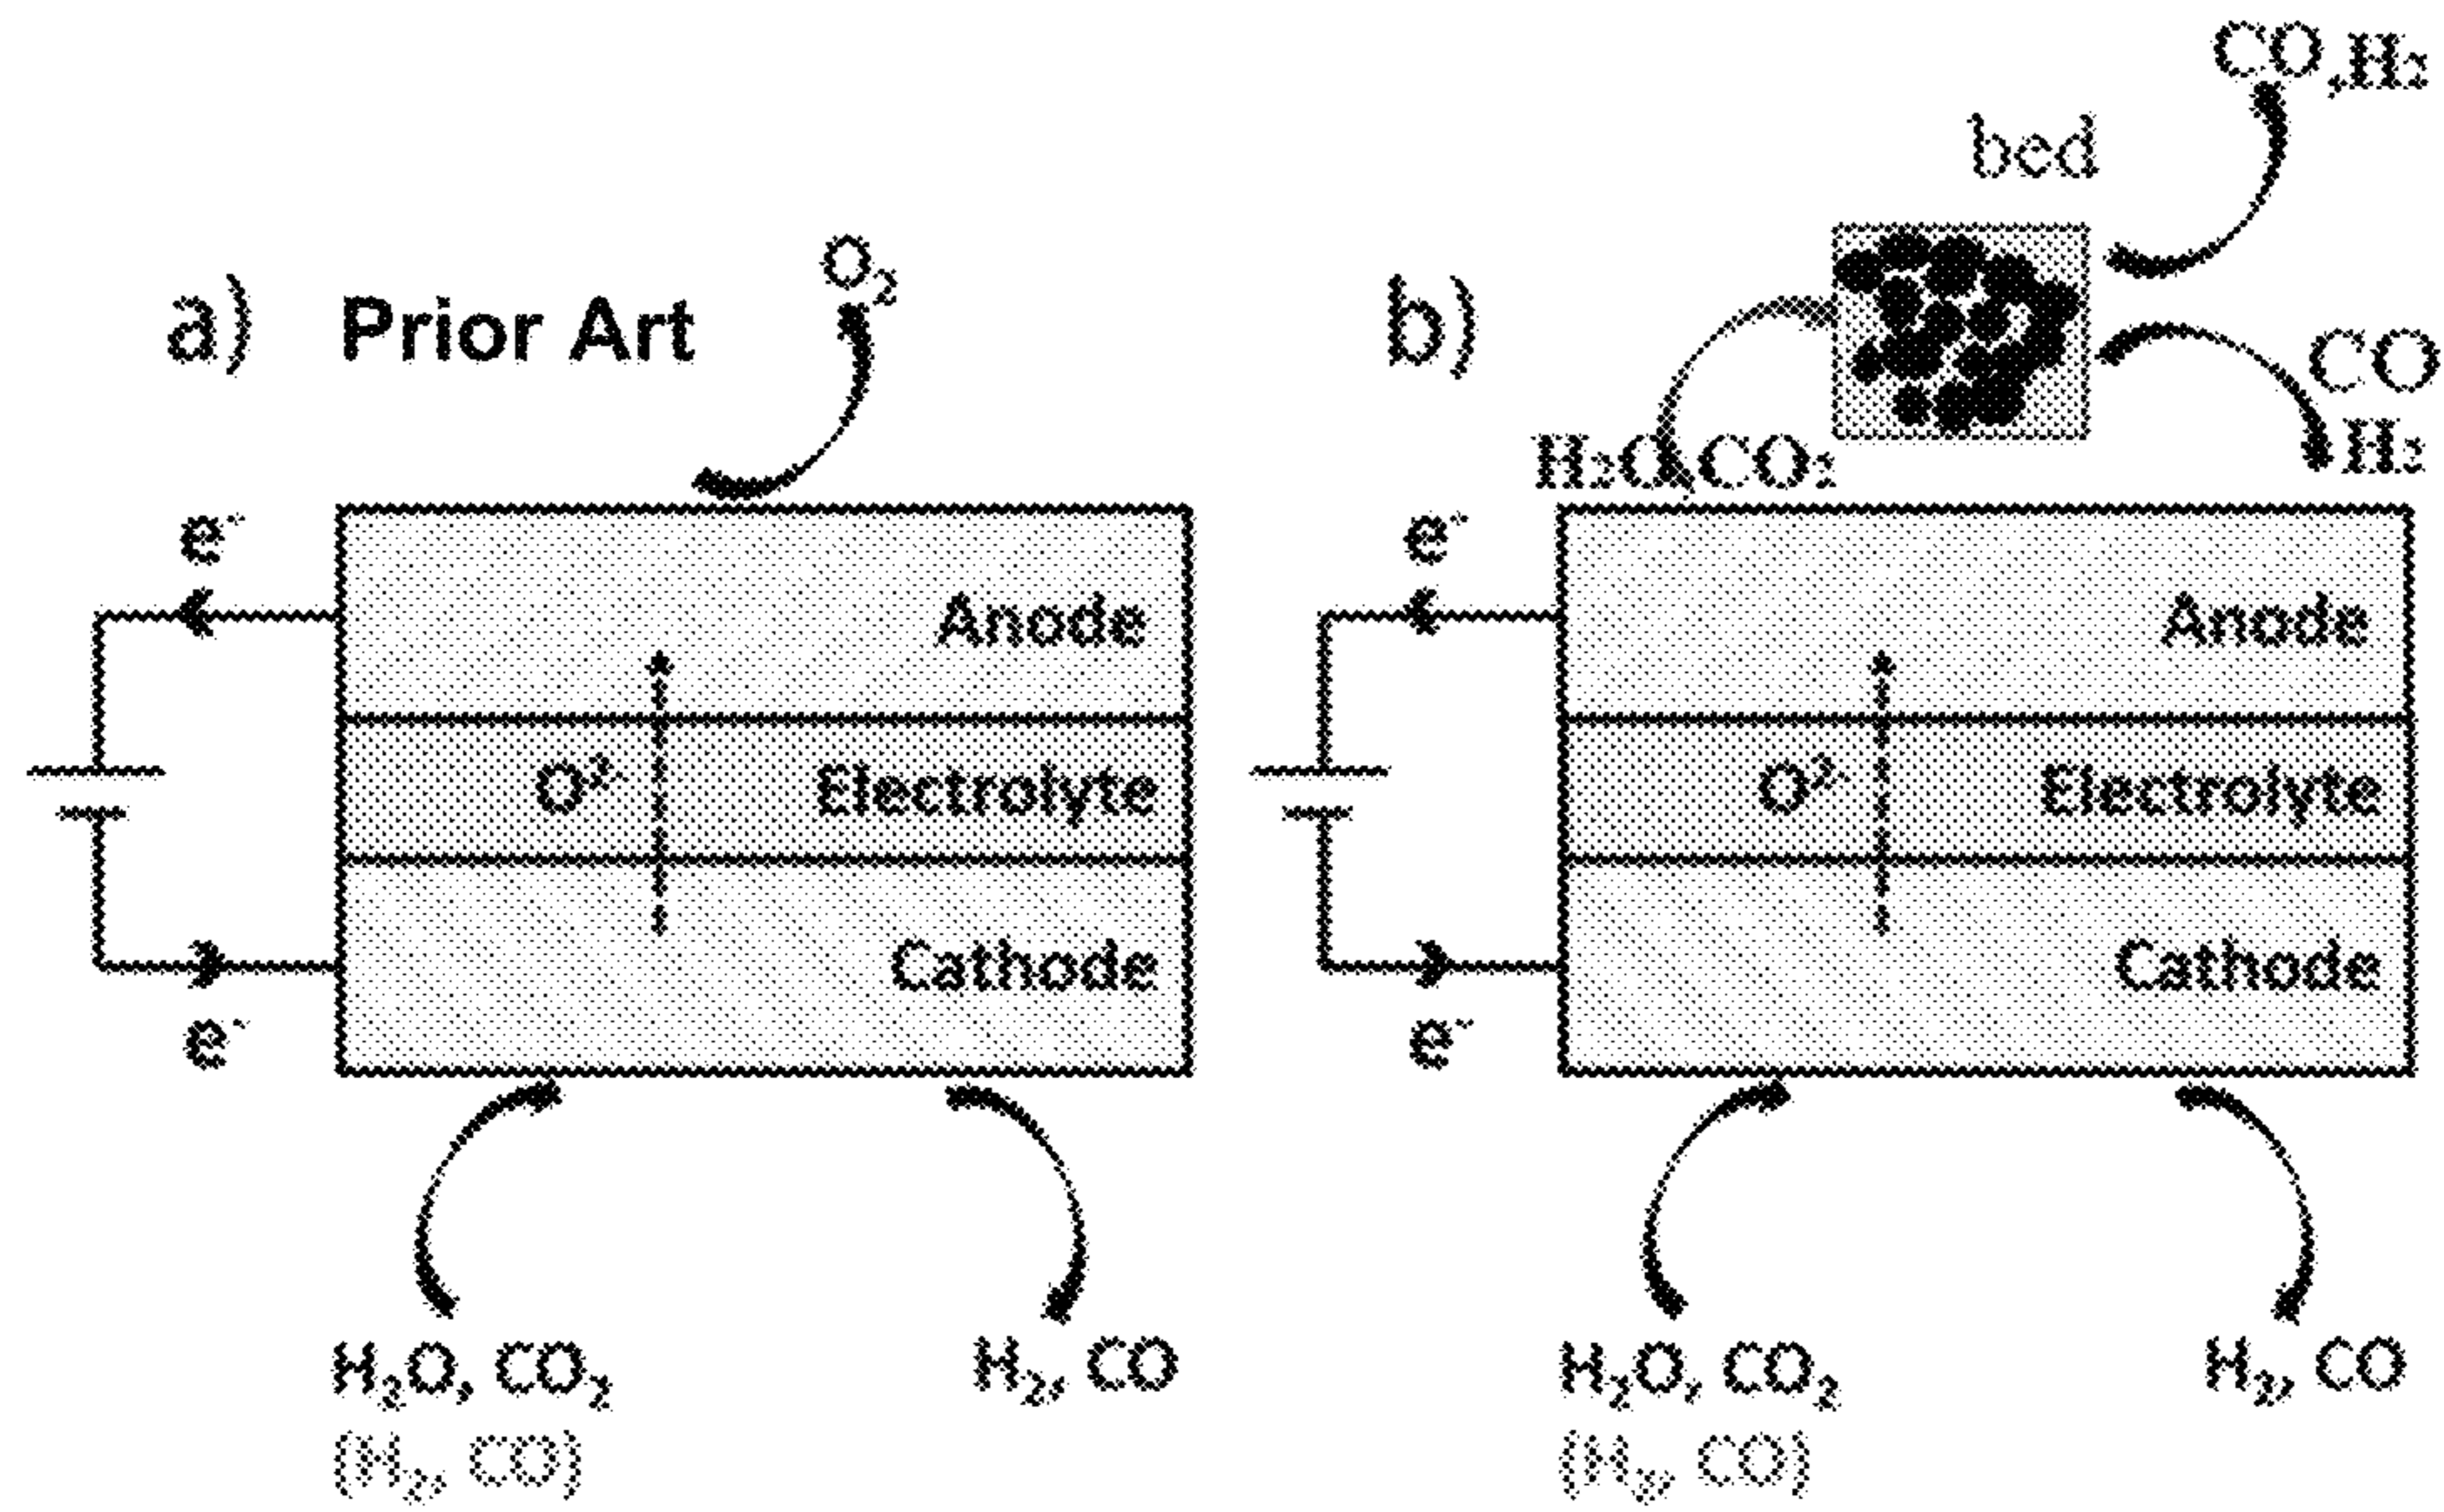 a) Prior Art
O₂
e⁻
Anode
O²⁻
Electrolyte
Cathode
e⁻
H₂O, CO₂
(H₂, CO)
H₂, CO
b)
bed
CO,H₂
CO
H₂
H₂O CO₂
e⁻
Anode
O²⁻
Electrolyte
Cathode
e⁻
H₂O, CO₂
(H₂, CO)
H₂, CO